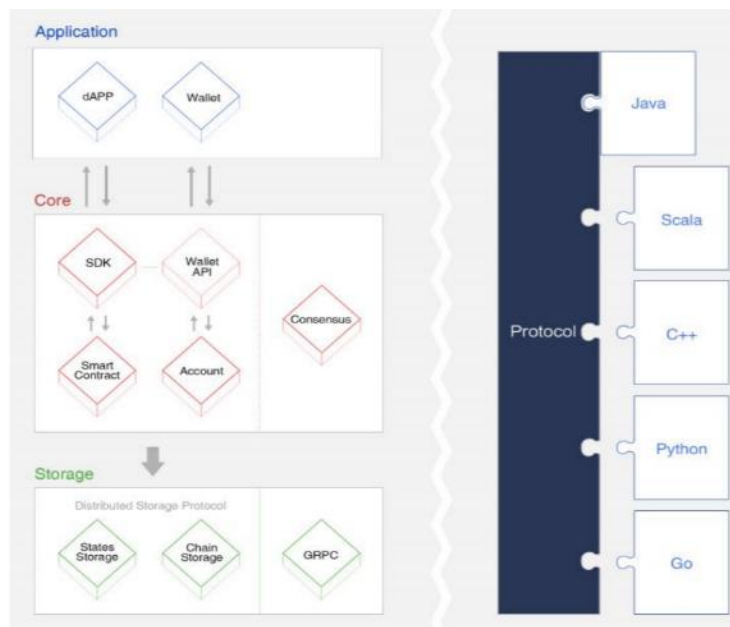 Application
dAPP
Wallet
Core
SDK
Wallet
API
Consensus
Smart
Contract
Account
Storage
Distributed Storage Protocol
States
Storage
Chain
Storage
GRPC
Protocol
Java
Scala
C++
Python
Go